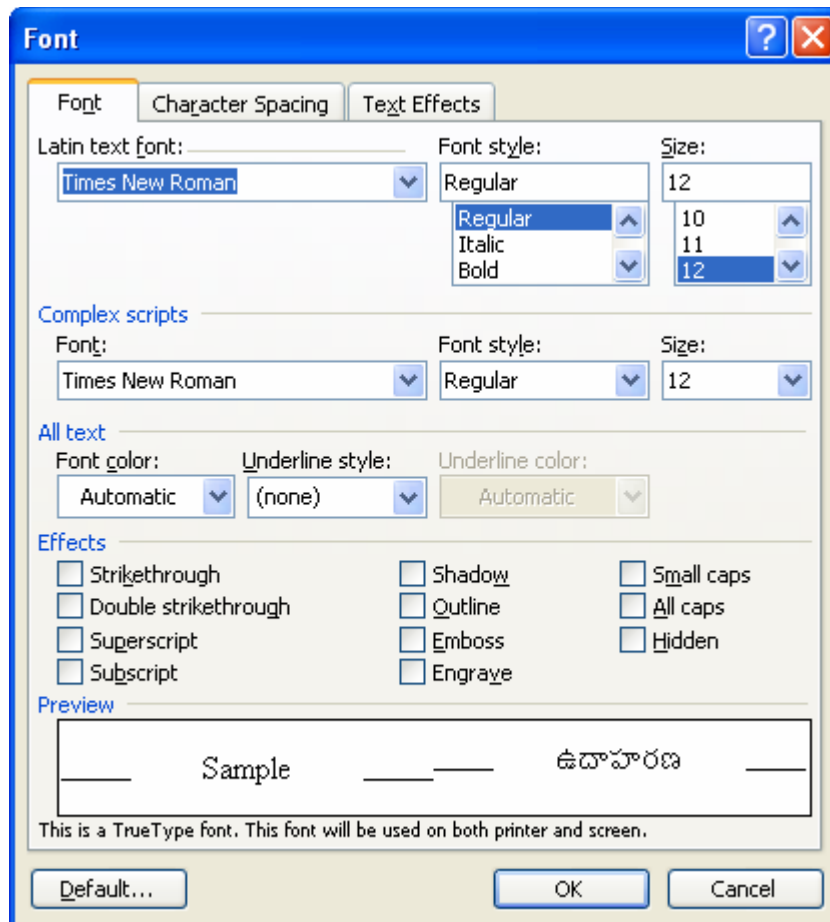 Font
Font Character Spacing Text Effects
Latin text font: Font style: Size:
Times New Roman Regular 12
Regular 10
Italic 11
Bold 12
Complex scripts
Font: Font style: Size:
Times New Roman Regular 12
All text
Font color: Underline style: Underline color:
Automatic (none) Automatic
Effects
Strikethrough Shadow Small caps
Double strikethrough Outline All caps
Superscript Emboss Hidden
Subscript Engrave
Preview
Sample ఉదాహరణ
This is a TrueType font. This font will be used on both printer and screen.
Default... OK Cancel